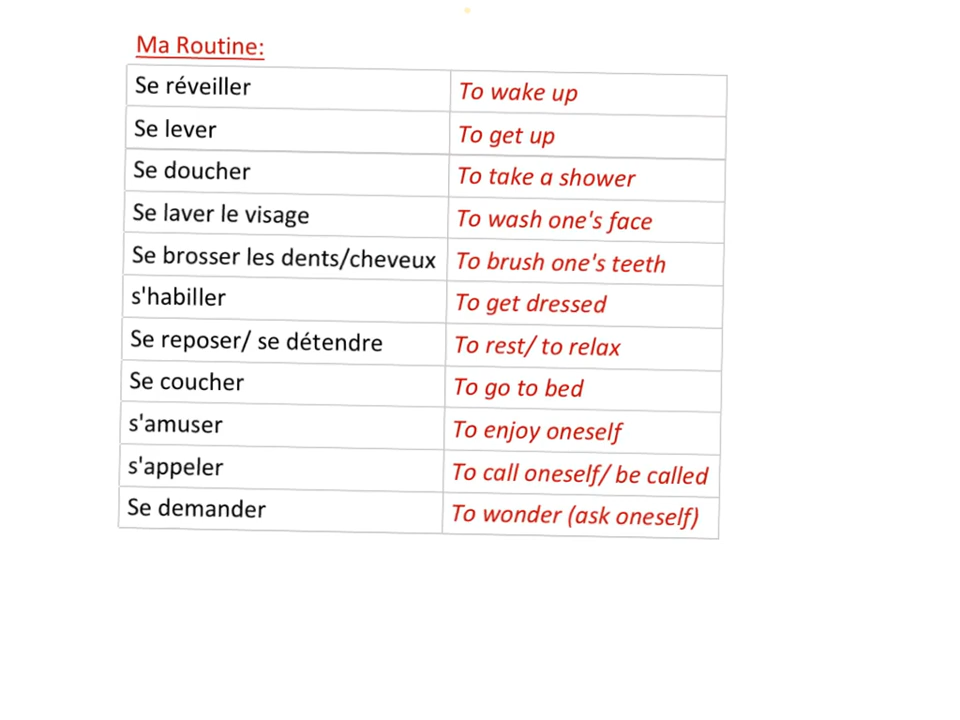 Ma Routine:
Se réveiller To wake up
Se lever To get up
Se doucher To take a shower
Se laver le visage To wash one's face
Se brosser les dents/cheveux To brush one's teeth
s'habiller To get dressed
Se reposer/ se détendre To rest/ to relax
Se coucher To go to bed
s'amuser To enjoy oneself
s'appeler To call oneself/ be called
Se demander To wonder (ask oneself)